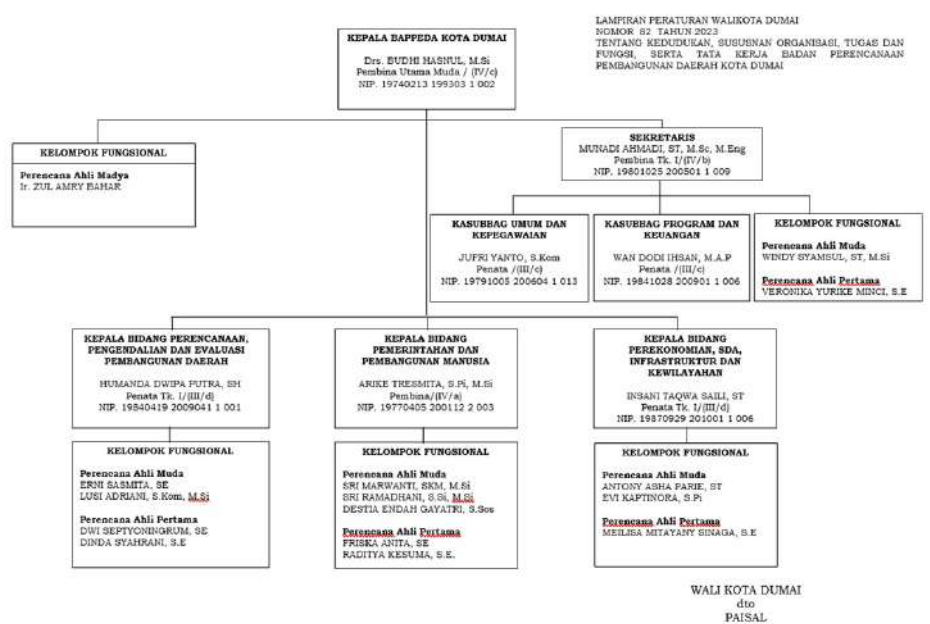 LAMPIRAN PERATURAN WALIKOTA DUMAI
NOMOR 82 TAHUN 2023
TENTANG KEDUDUKAN, SUSUSNAN ORGANISASI, TUGAS DAN
FUNGSI, SERTA TATA KERJA BADAN PERENCANAAN
PEMBANGUNAN DAERAH KOTA DUMAI
KEPALA BAPPEDA KOTA DUMAI
Drs. BUDHI HASNUL, M.Si
Pembina Utama Muda / (IV/c)
NIP. 19740213 199303 1 002
KELOMPOK FUNGSIONAL
Perencana Ahli Madya
Ir. ZUL AMRY BAHAR
SEKRETARIS
MUNADI AHMADI, ST, M.Sc, M.Eng
Pembina Tk. I/(IV/b)
NIP. 19801025 200501 1 009
KASUBBAG UMUM DAN
KEPEGAWAIAN
JUFRI YANTO, S.Kom
Penata /(III/c)
NIP. 19791005 200604 1 013
KASUBBAG PROGRAM DAN
KEUANGAN
WAN DODI IHSAN, M.A.P
Penata /(III/c)
NIP. 19841028 200901 1 006
KELOMPOK FUNGSIONAL
Perencana Ahli Muda
WINDY SYAMSUL, ST, M.Si
Perencana Ahli Pertama
VERONIKA YURIKE MINCI, S.E
KEPALA BIDANG PERENCANAAN,
PENGENDALIAN DAN EVALUASI
PEMBANGUNAN DAERAH
HUMANDA DWIPA PUTRA, SH
Penata Tk. I/(III/d)
NIP. 19840419 2009041 1 001
KEPALA BIDANG
PEMERINTAHAN DAN
PEMBANGUNAN MANUSIA
ARIKE TRESMITA, S.Pi, M.Si
Pembina/(IV/a)
NIP. 19770405 200112 2 003
KEPALA BIDANG
PEREKONOMIAN, SDA,
INFRASTRUKTUR DAN
KEWILAYAHAN
INSANI TAQWA SAILI, ST
Penata Tk. I/(III/d)
NIP. 19870929 201001 1 006
KELOMPOK FUNGSIONAL
Perencana Ahli Muda
ERNI SASMITA, SE
LUSI ADRIANI, S.Kom, M.Si
Perencana Ahli Pertama
DWI SEPTYONINGRUM, SE
DINDA SYAHRANI, S.E
KELOMPOK FUNGSIONAL
Perencana Ahli Muda
SRI MARWANTI, SKM, M.Si
SRI RAMADHANI, S.Si, M.Si
DESTIA ENDAH GAYATRI, S.Sos
Perencana Ahli Pertama
FRISKA ANITA, SE
RADITYA KESUMA, S.E.
KELOMPOK FUNGSIONAL
Perencana Ahli Muda
ANTONY ASHA PARIE, ST
EVI KAPTINORA, S.Pi
Perencana Ahli Pertama
MEILISA MITAYANY SINAGA, S.E
WALI KOTA DUMAI
dto
PAISAL